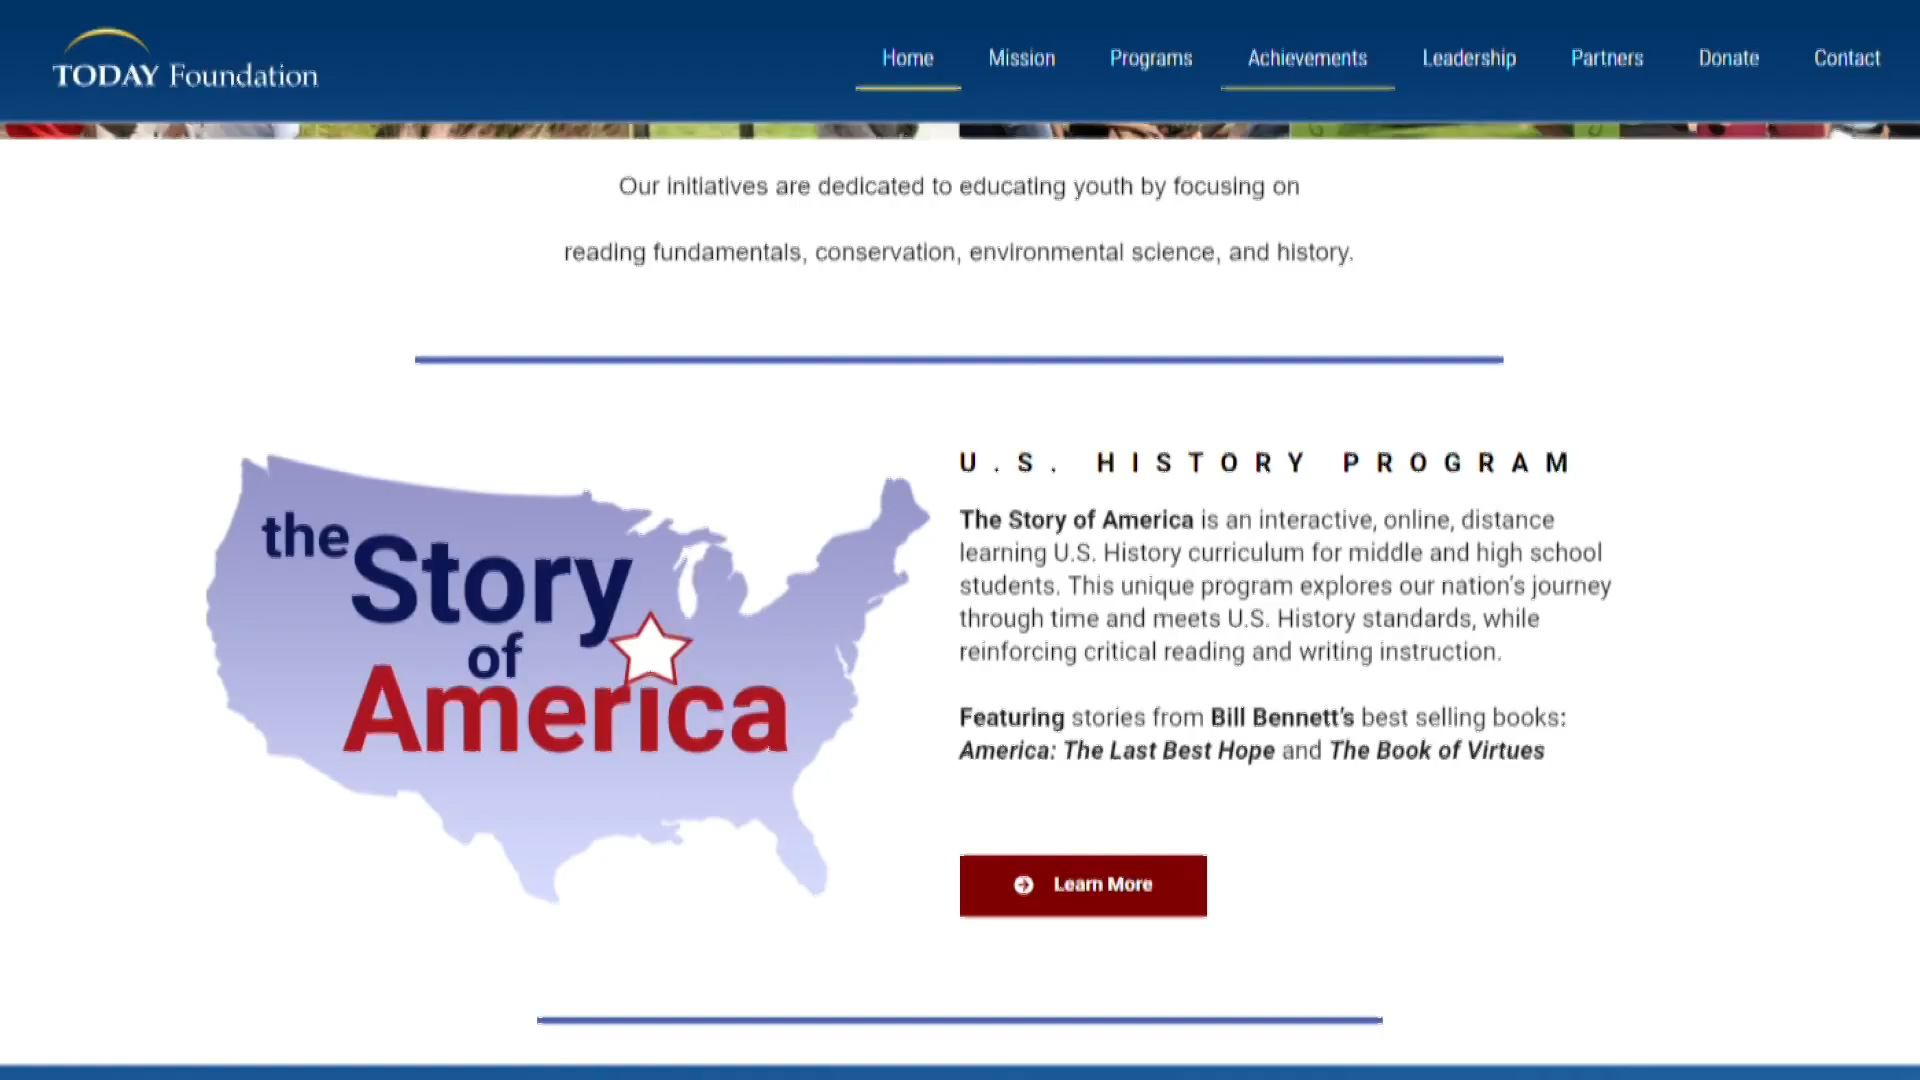 TODAY Foundation
Home Mission Programs Achievements Leadership Partners Donate Contact
Our initiatives are dedicated to educating youth by focusing on
reading fundamentals, conservation, environmental science, and history.
the
Story
of
America
U.S. HISTORY PROGRAM
The Story of America is an interactive, online, distance
learning U.S. History curriculum for middle and high school
students. This unique program explores our nation's journey
through time and meets U.S. History standards, while
reinforcing critical reading and writing instruction.
Featuring stories from Bill Bennett's best selling books:
America: The Last Best Hope and The Book of Virtues
Learn More